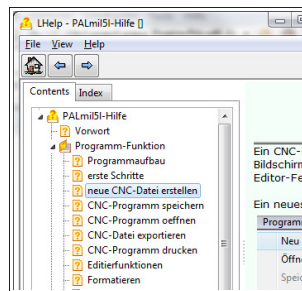 LHelp - PALmil5I-Hilfe []
File View Help
Contents Index
PALmil5I-Hilfe
Vorwort
Programm-Funktion
Programmaufbau
erste Schritte
neue CNC-Datei erstellen
CNC-Programm speichern
CNC-Programm oeffnen
CNC-Datei exportieren
CNC-Programm drucken
Editierfunktionen
Formatieren
Ein CNC-
Bildschirm
Editor-Fe
Ein neues
Program
Neu
Öffn
Speic